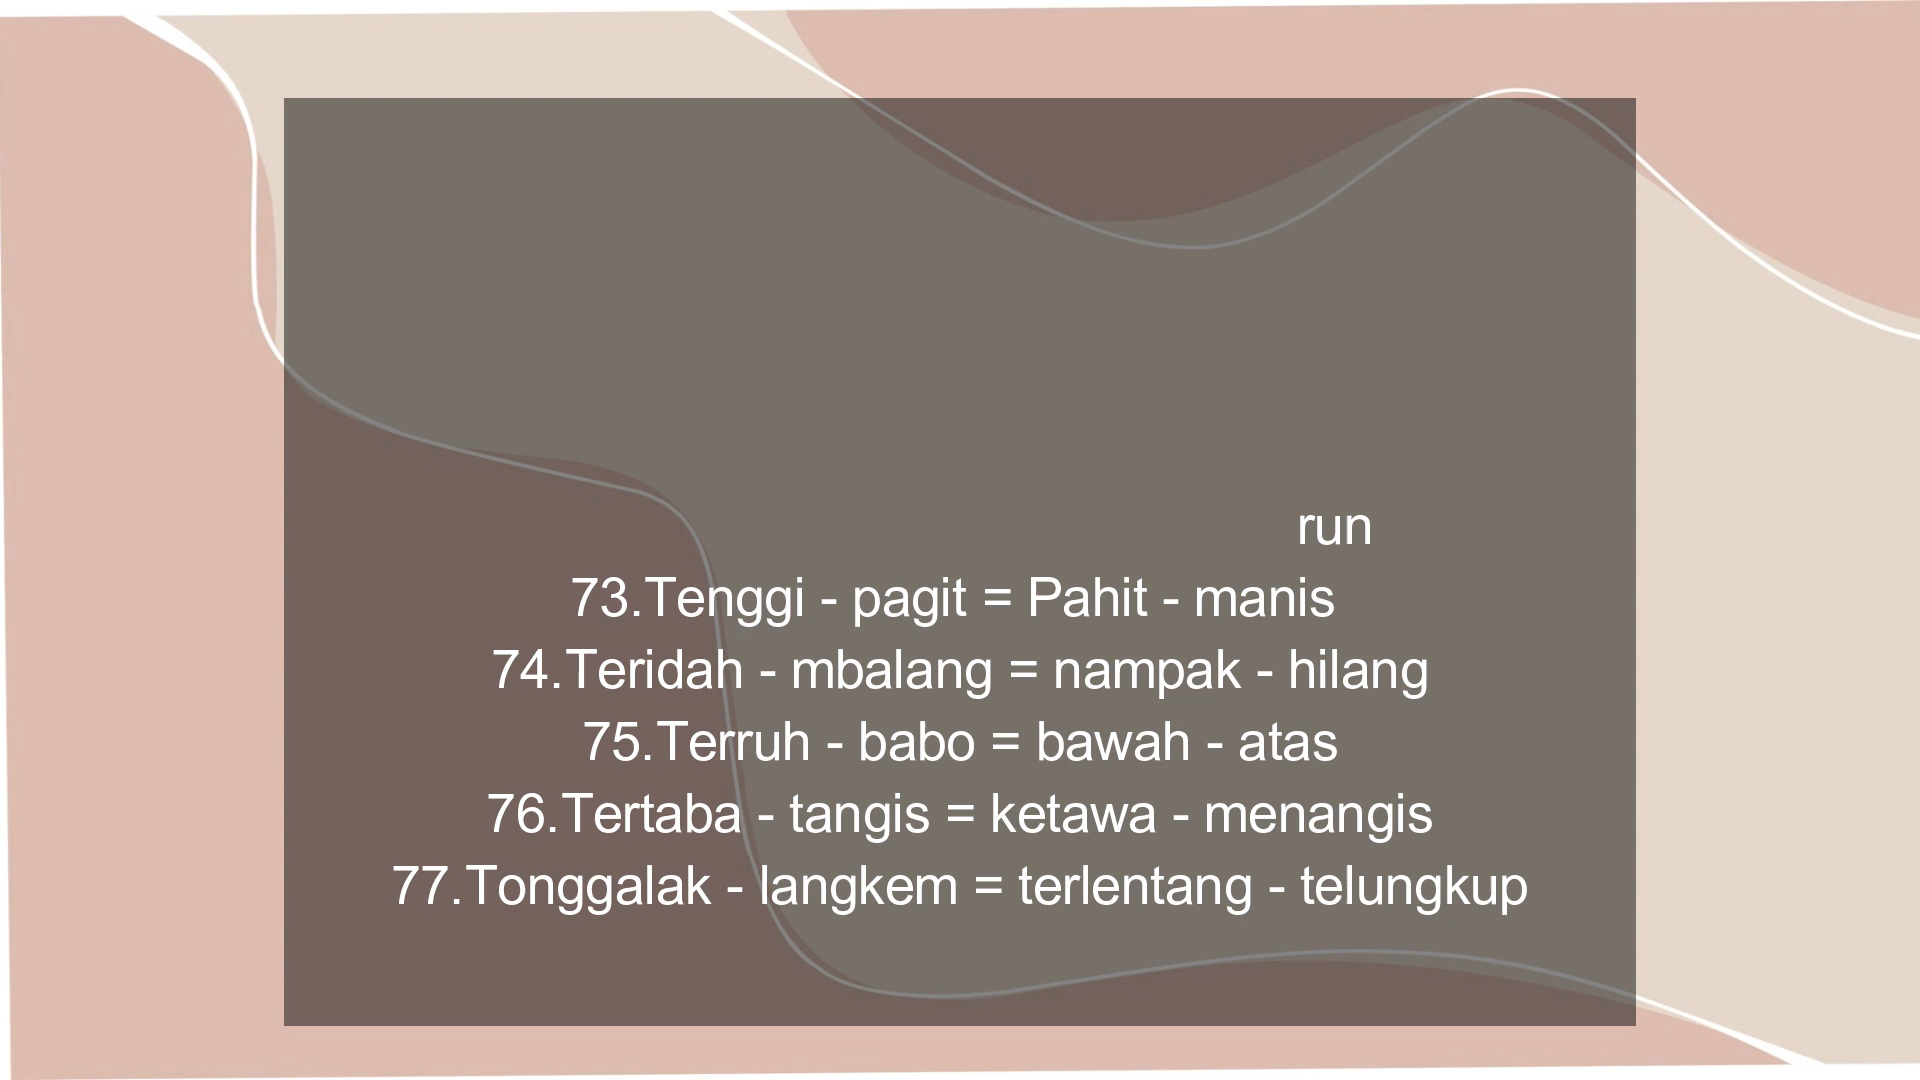 run
73.Tenggi - pagit = Pahit - manis
74.Teridah - mbalang = nampak - hilang
75.Terruh - babo = bawah - atas
76.Tertaba - tangis = ketawa - menangis
77.Tonggalak - langkem = terlentang - telungkup